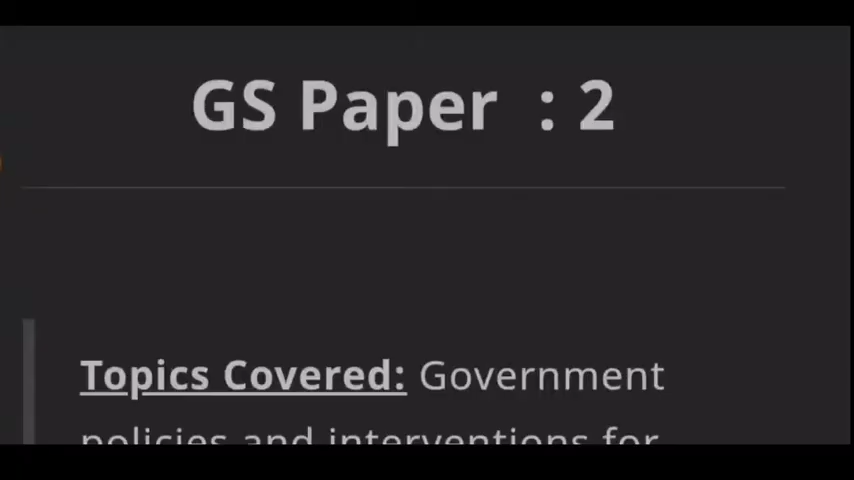 GS Paper : 2
Topics Covered: Government
policies and interventions for